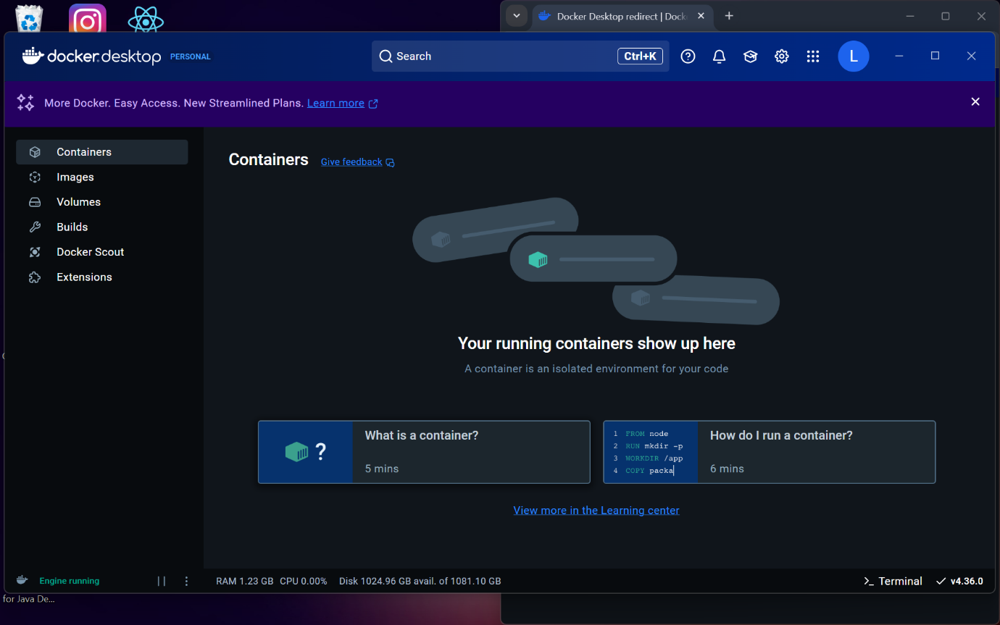 Docker Desktop redirect | Dock
docker.desktop PERSONAL
Search
Ctrl+K
L
More Docker. Easy Access. New Streamlined Plans. Learn more
Containers
Images
Volumes
Builds
Docker Scout
Extensions
Containers
Give feedback
Your running containers show up here
A container is an isolated environment for your code
?
What is a container?
5 mins
1 FROM node
2 RUN mkdir -p
3 WORKDIR /app
4 COPY packa
How do I run a container?
6 mins
View more in the Learning center
Engine running
RAM 1.23 GB CPU 0.00% Disk 1024.96 GB avail. of 1081.10 GB
Terminal
v4.36.0
for Java De...